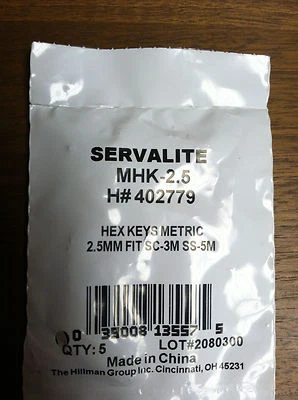 SERVALITE
MHK-2.5
H# 402779
HEX KEYS METRIC
2.5MM FIT SC-3M SS-5M
0 39008 13557 5
QTY: 5 LOT#2080300
Made in China
The Hillman Group Inc. Cincinnati, OH 45231